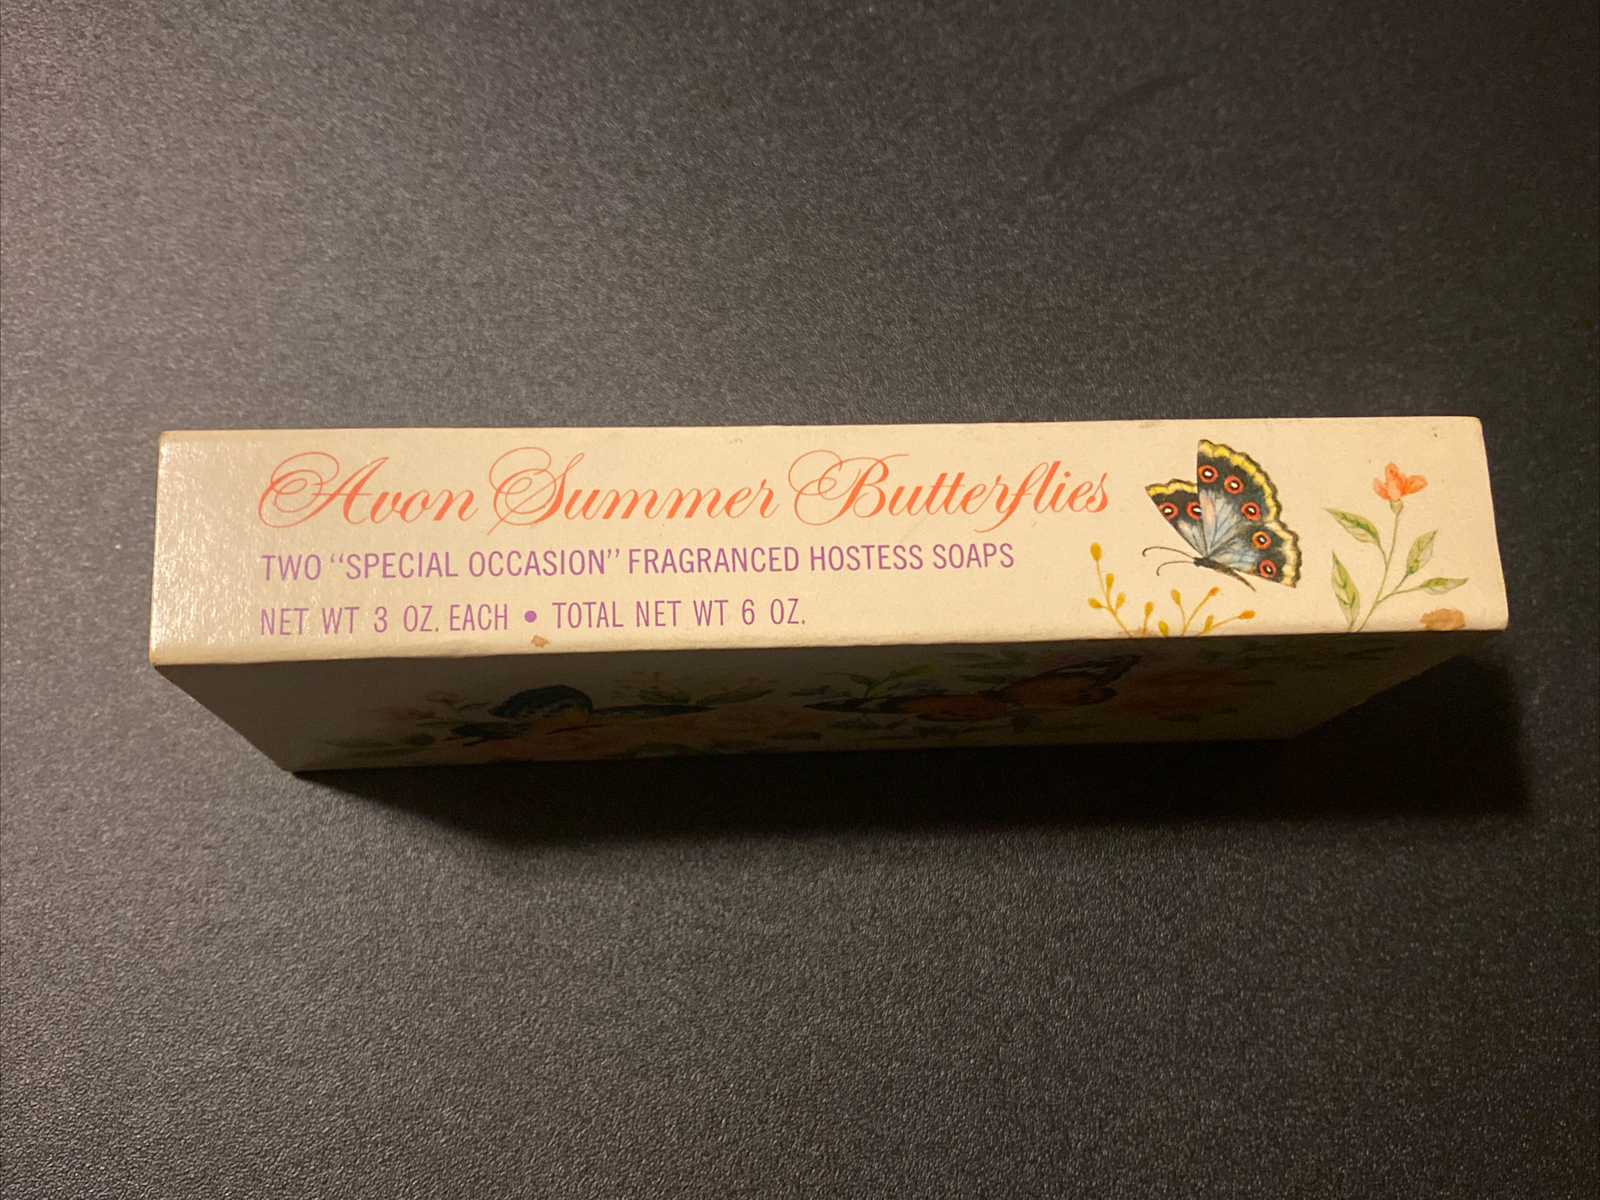 Avon Summer Butterflies
TWO “SPECIAL OCCASION” FRAGRANCED HOSTESS SOAPS
NET WT 3 OZ. EACH • TOTAL NET WT 6 OZ.